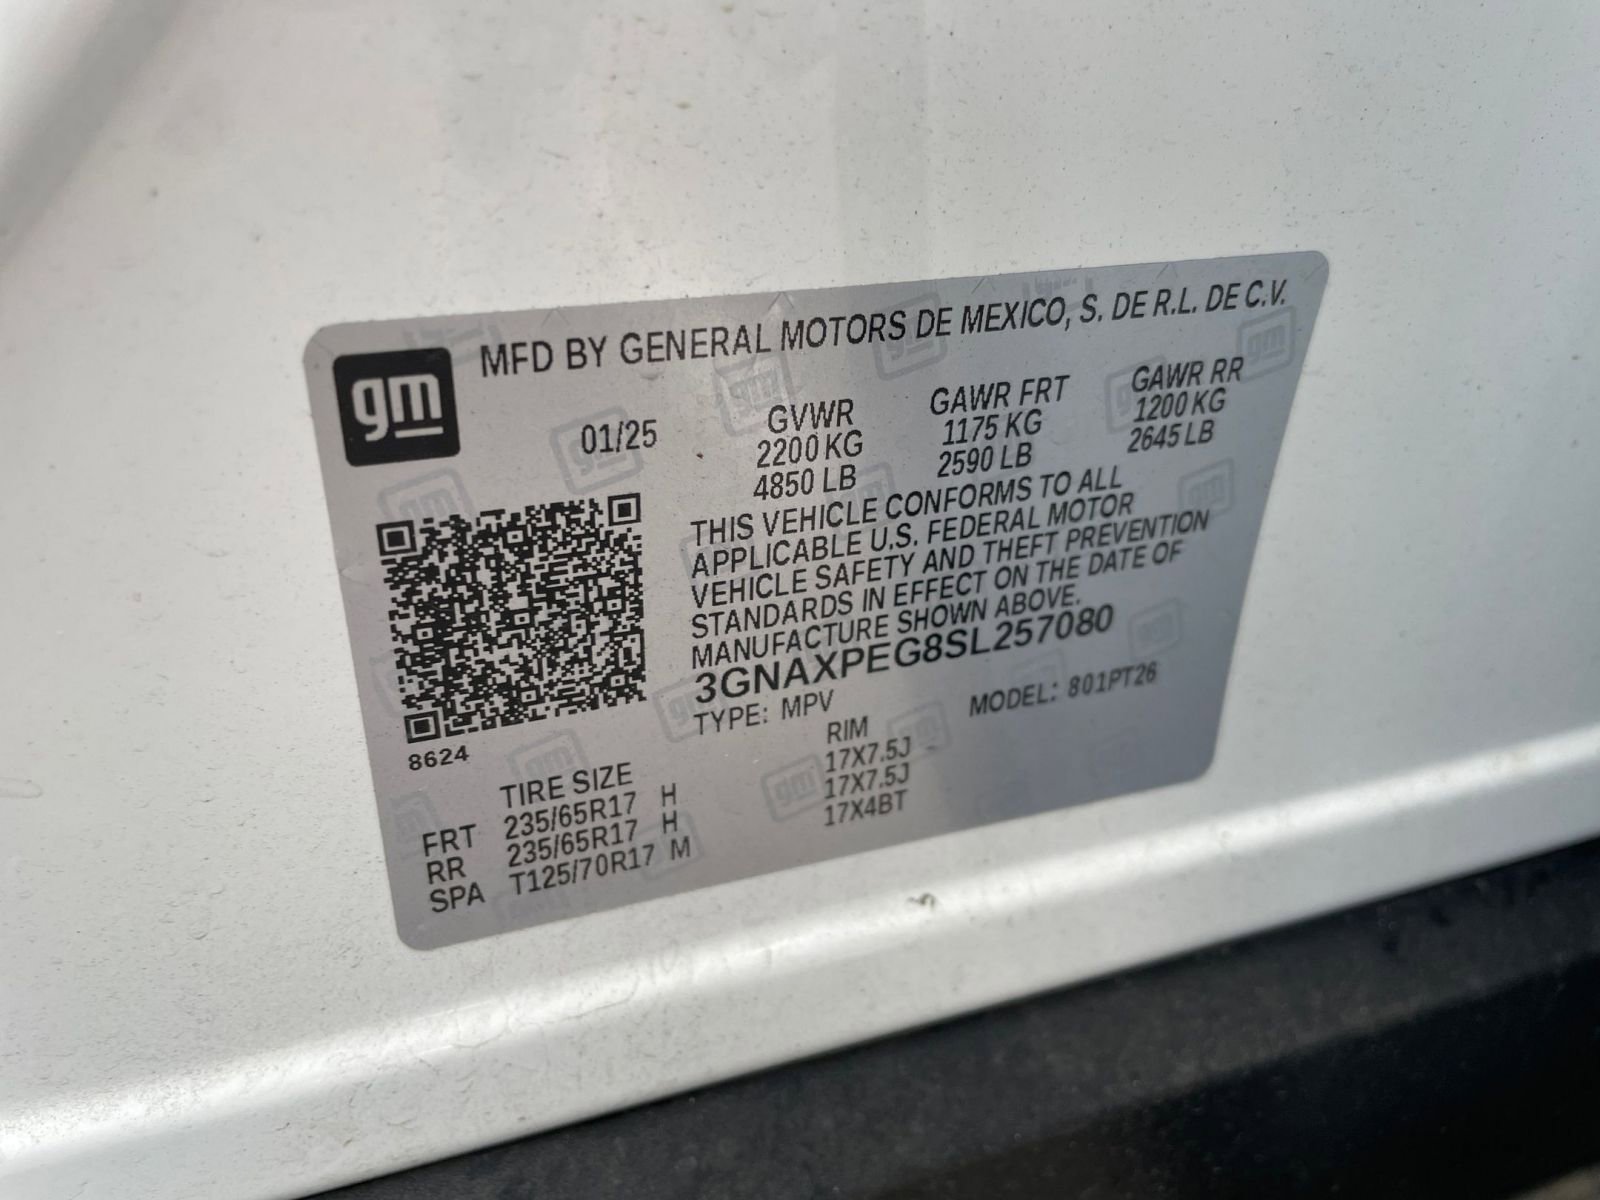 gm
MFD BY GENERAL MOTORS DE MEXICO, S. DE R.L. DE C.V.
01/25 GVWR GAWR FRT GAWR RR
2200 KG 1175 KG 1200 KG
4850 LB 2590 LB 2645 LB
THIS VEHICLE CONFORMS TO ALL
APPLICABLE U.S. FEDERAL MOTOR
VEHICLE SAFETY AND THEFT PREVENTION
STANDARDS IN EFFECT ON THE DATE OF
MANUFACTURE SHOWN ABOVE.
3GNAXPEG8SL257080
TYPE: MPV MODEL: 801PT26
8624
TIRE SIZE RIM
FRT 235/65R17 H 17X7.5J
RR 235/65R17 H 17X7.5J
SPA T125/70R17 M 17X4BT